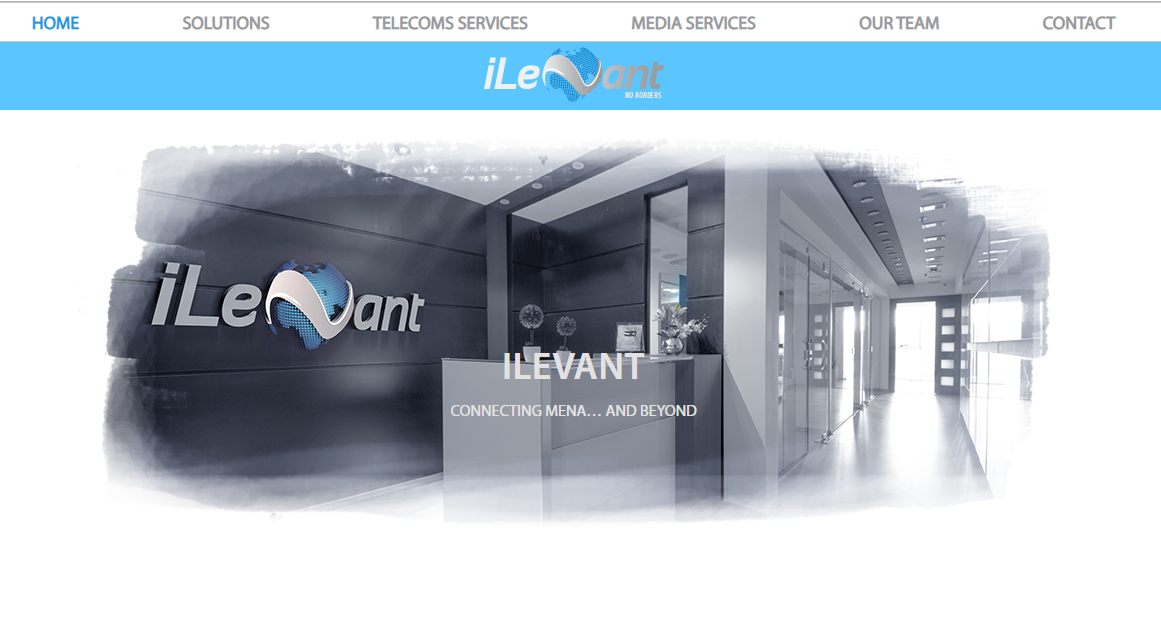 HOME SOLUTIONS TELECOMS SERVICES MEDIA SERVICES OUR TEAM CONTACT
iLevant
NO BORDERS
iLevant
ILEVANT
CONNECTING MENA... AND BEYOND